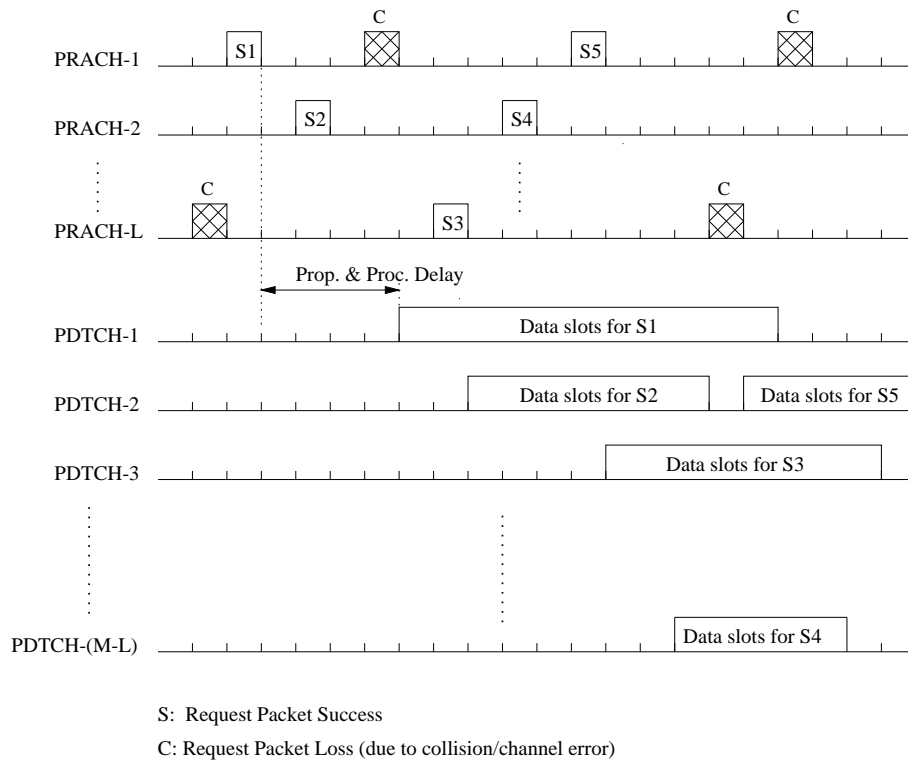 C
C
PRACH-1
S1
S5
PRACH-2
S2
S4
C
C
PRACH-L
S3
Prop. & Proc. Delay
PDTCH-1
Data slots for S1
PDTCH-2
Data slots for S2
Data slots for S5
PDTCH-3
Data slots for S3
PDTCH-(M-L)
Data slots for S4
S: Request Packet Success
C: Request Packet Loss (due to collision/channel error)